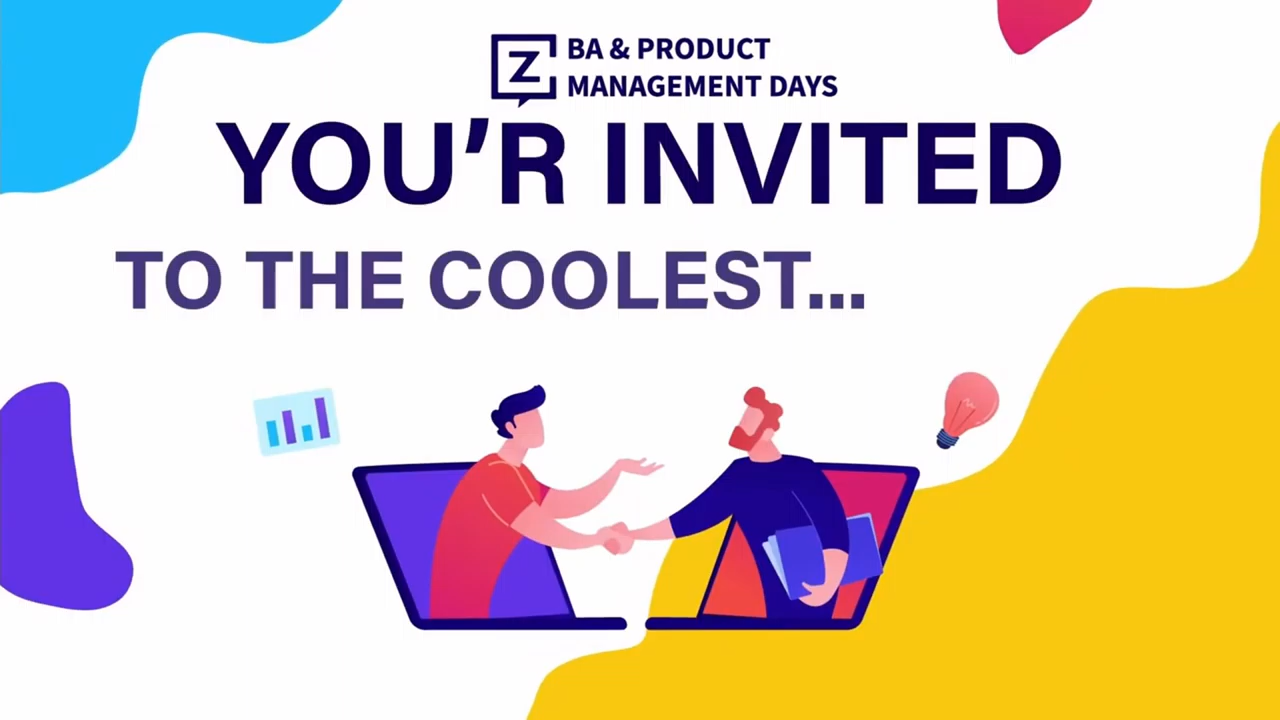 Z
BA & PRODUCT
MANAGEMENT DAYS
YOU'R INVITED
TO THE COOLEST...